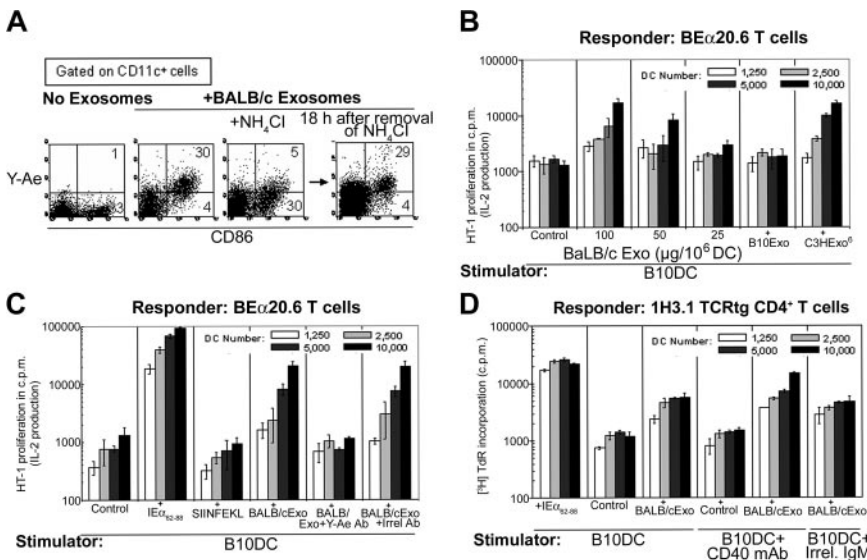 A
Gated on CD11c+ cells
No Exosomes
+BALB/c Exosomes
+NH4Cl
18 h after removal
of NH4Cl
Y-Ae
1
3
30
4
5
30
29
4
CD86
B
Responder: BEα20.6 T cells
DC Number:
1,250
2,500
5,000
10,000
HT-1 proliferation in c.p.m.
(IL-2 production)
100000
10000
1000
100
Control
100
50
25
+
B10Exo
+
C3HExo6
BaLB/c Exo (µg/10^6 DC)
Stimulator:
B10DC
C
Responder: BEα20.6 T cells
DC Number:
1,250
2,500
5,000
10,000
HT-1 proliferation in c.p.m.
(IL-2 production)
100000
10000
1000
100
Control
+
IEα52-68
+
SIINFEKL
+
BALB/cExo
+
BALB/
Exo+Y-Ae Ab
+
BALB/cExo
+Irrel Ab
Stimulator:
B10DC
D
Responder: 1H3.1 TCRtg CD4+ T cells
DC Number:
1,250
2,500
5,000
10,000
[3H] TdR incorporation (c.p.m.)
100000
10000
1000
100
+IEα52-68
Control
+
BALB/cExo
+
Control
+
BALB/cExo
+
BALB/cExo
Stimulator:
B10DC
B10DC+
CD40 mAb
B10DC+
Irrel. IgM